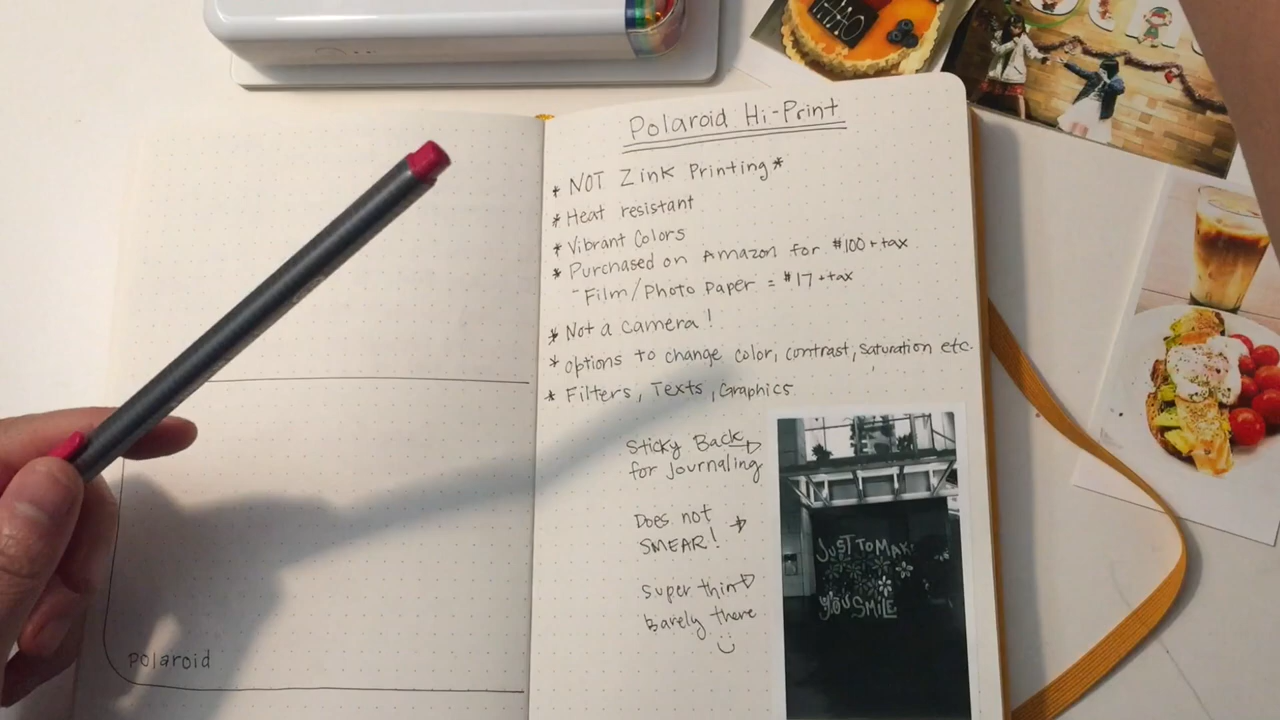 Polaroid Hi-Print
* NOT Zink Printing *
* Heat resistant
* Vibrant Colors
* Purchased on Amazon for $100 + tax
- Film/Photo Paper = $17 + tax
* Not a camera!
* options to change color, contrast, saturation etc.
* Filters, Texts, Graphics
Sticky Back
for journaling
Does not
SMEAR!
Super thin
barely there
JUST TO MAKE
YOU SMILE
polaroid
HAO